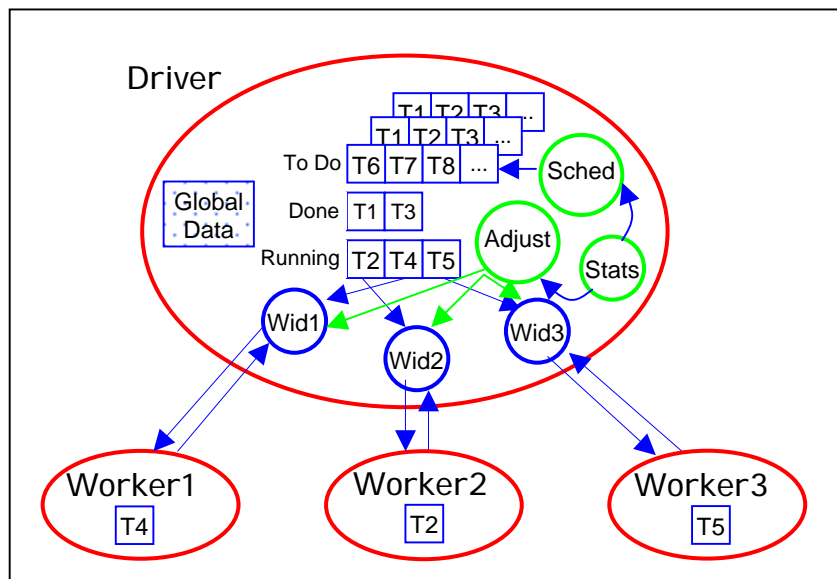 Driver
T1 T2 T3 ...
T1 T2 T3 ...
To Do T6 T7 T8 ...
Sched
Global
Data
Done T1 T3
Adjust
Running T2 T4 T5
Stats
Wid1
Wid2
Wid3
Worker1
T4
Worker2
T2
Worker3
T5